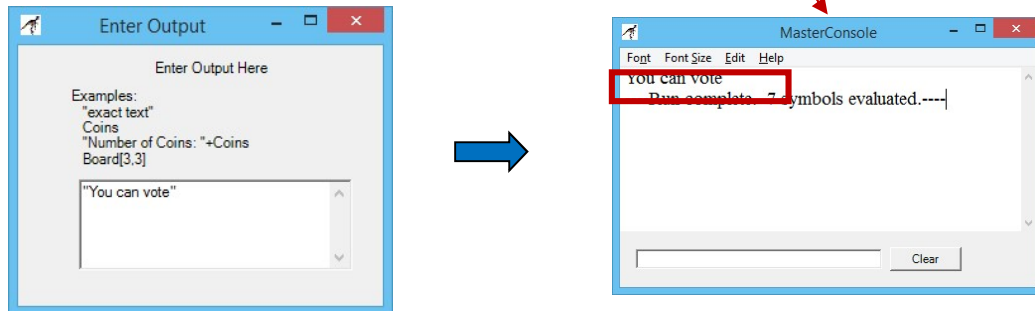 Enter Output
Enter Output Here
Examples:
"exact text"
Coins
"Number of Coins: "+Coins
Board[3,3]
"You can vote"
MasterConsole
Font Font Size Edit Help
You can vote
Run complete. 7 symbols evaluated.----
Clear